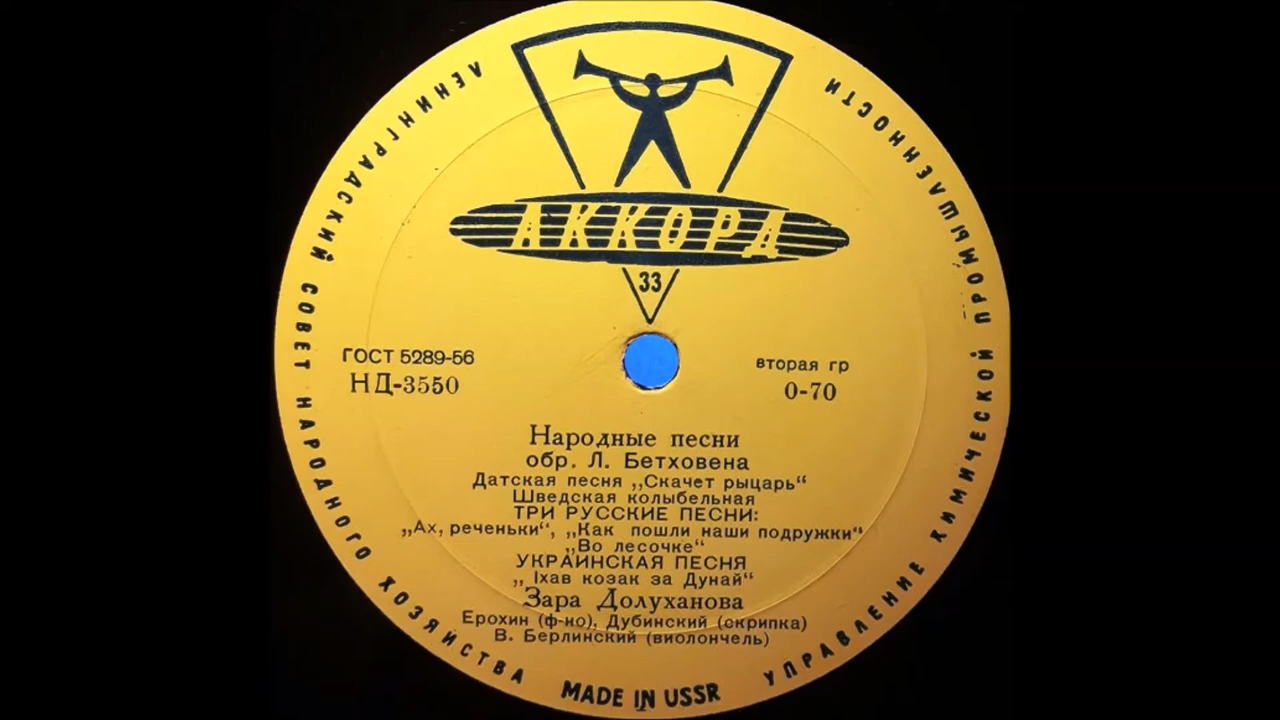 ЛЕНИНГРАДСКИЙ СОВЕТ НАРОДНОГО ХОЗЯЙСТВА
УПРАВЛЕНИЕ ХИМИЧЕСКОЙ ПРОМЫШЛЕННОСТИ
АККОРД
33
ГОСТ 5289-56
НД-3550
вторая гр
0-70
Народные песни
обр. Л. Бетховена
Датская песня „Скачет рыцарь“
Шведская колыбельная
ТРИ РУССКИЕ ПЕСНИ:
„Ах, реченьки“, „Как пошли наши подружки“
„Во лесочке“
УКРАИНСКАЯ ПЕСНЯ
„ Їхав козак за Дунай“
Зара Долуханова
Ерохин (ф-но), Дубинский (скрипка)
В. Берлинский (виолончель)
MADE IN USSR